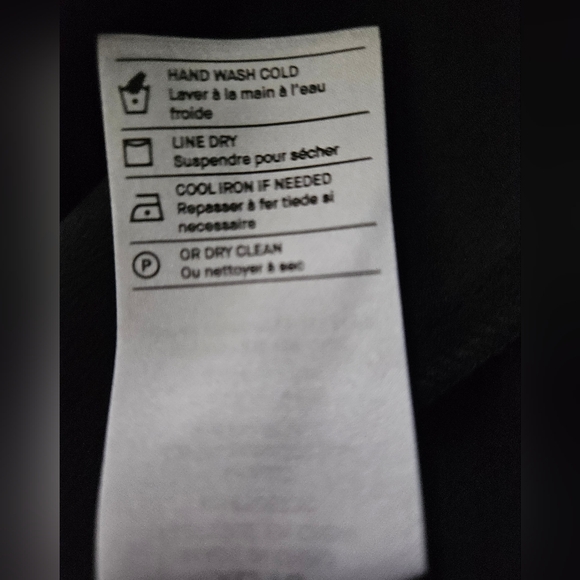 HAND WASH COLD
Laver à la main à l'eau
froide
LINE DRY
Suspendre pour sécher
COOL IRON IF NEEDED
Repasser à fer tiede si
necessaire
P
OR DRY CLEAN
Ou nettoyer à sec